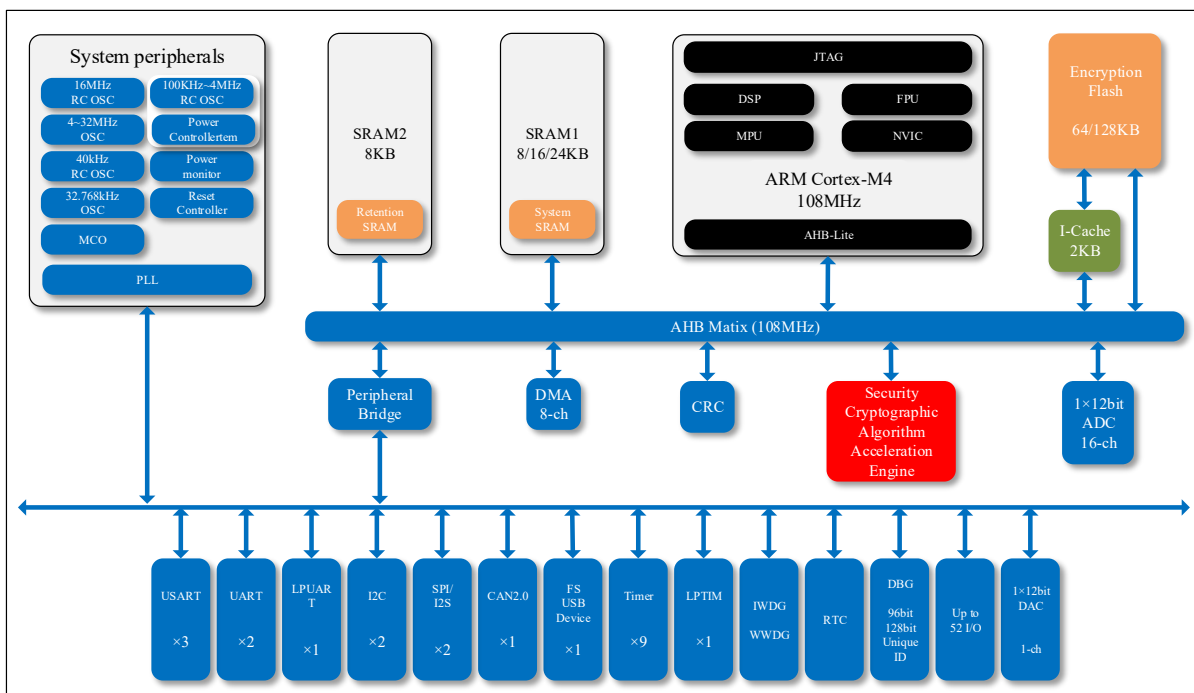 System peripherals
16MHz
RC OSC
100KHz~4MHz
RC OSC
4~32MHz
OSC
Power
Controllertem
40kHz
RC OSC
Power
monitor
32.768kHz
OSC
Reset
Controller
MCO
PLL
SRAM2
8KB
Retention
SRAM
SRAM1
8/16/24KB
System
SRAM
JTAG
DSP
FPU
MPU
NVIC
ARM Cortex-M4
108MHz
AHB-Lite
Encryption
Flash
64/128KB
I-Cache
2KB
AHB Matix (108MHz)
Peripheral
Bridge
DMA
8-ch
CRC
Security
Cryptographic
Algorithm
Acceleration
Engine
1×12bit
ADC
16-ch
USART
×3
UART
×2
LPUAR
T
×1
I2C
×2
SPI/
I2S
×2
CAN2.0
×1
FS
USB
Device
×1
Timer
×9
LPTIM
×1
IWDG
WWDG
RTC
DBG
96bit
128bit
Unique
ID
Up to
52 I/O
1×12bit
DAC
1-ch